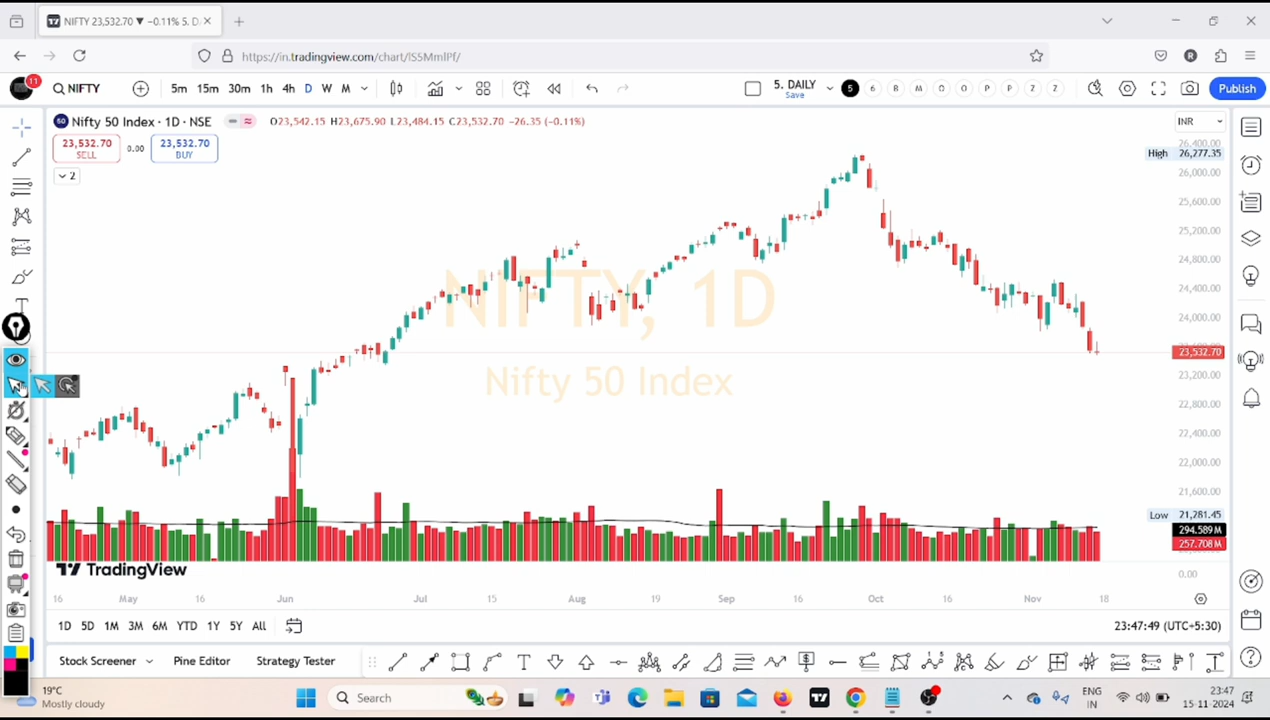 NIFTY 23,532.70 ▼ −0.11% 5. D
https://in.tradingview.com/chart/lS5MmlPf/
11
NIFTY
5m 15m 30m 1h 4h D W M
5. DAILY
Save
5 6 8 M O O P P Z Z
Publish
50 Nifty 50 Index · 1D · NSE O23,542.15 H23,675.90 L23,484.15 C23,532.70 −26.35 (−0.11%)
INR
23,532.70
SELL
0.00
23,532.70
BUY
2
NIFTY, 1D
Nifty 50 Index
26,400.00
High 26,277.35
26,000.00
25,600.00
25,200.00
24,800.00
24,400.00
24,000.00
23,532.70
23,200.00
22,800.00
22,400.00
22,000.00
21,600.00
Low 21,281.45
294.589 M
257.708 M
0.00
TradingView
16 May 16 Jun Jul 15 Aug 19 Sep 16 Oct 16 Nov 18
1D 5D 1M 3M 6M YTD 1Y 5Y All
23:47:49 (UTC+5:30)
Stock Screener Pine Editor Strategy Tester
19°C
Mostly cloudy
Search
ENG
IN
23:47
15-11-2024